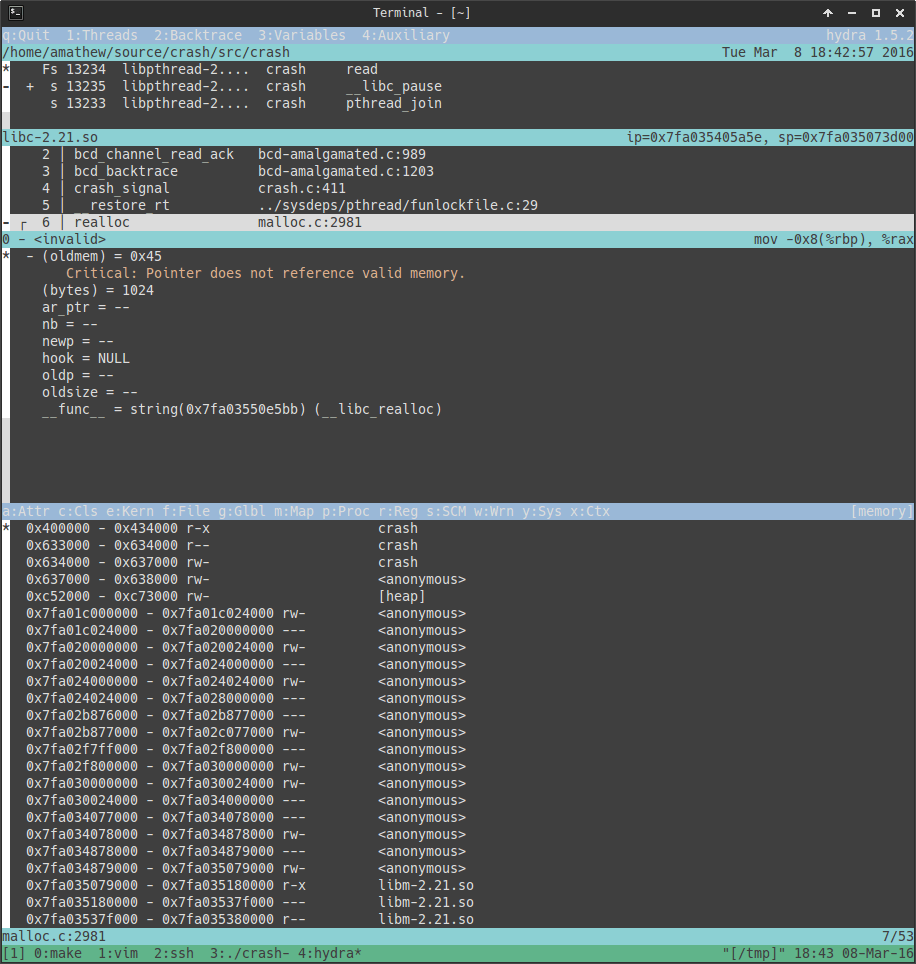 Terminal - [~]
q:Quit 1:Threads 2:Backtrace 3:Variables 4:Auxiliary hydra 1.5.2
/home/amathew/source/crash/src/crash Tue Mar 8 18:42:57 2016
* Fs 13234 libpthread-2.... crash read
- + s 13235 libpthread-2.... crash __libc_pause
s 13233 libpthread-2.... crash pthread_join
libc-2.21.so ip=0x7fa035405a5e, sp=0x7fa035073d00
2 │ bcd_channel_read_ack bcd-amalgamated.c:989
3 │ bcd_backtrace bcd-amalgamated.c:1203
4 │ crash_signal crash.c:411
5 │ __restore_rt ../sysdeps/pthread/funlockfile.c:29
- ┌ 6 │ realloc malloc.c:2981
0 - <invalid> mov -0x8(%rbp), %rax
* - (oldmem) = 0x45
Critical: Pointer does not reference valid memory.
(bytes) = 1024
ar_ptr = --
nb = --
newp = --
hook = NULL
oldp = --
oldsize = --
__func__ = string(0x7fa03550e5bb) (__libc_realloc)
a:Attr c:Cls e:Kern f:File g:Glbl m:Map p:Proc r:Reg s:SCM w:Wrn y:Sys x:Ctx [memory]
* 0x400000 - 0x434000 r-x crash
0x633000 - 0x634000 r-- crash
0x634000 - 0x637000 rw- crash
0x637000 - 0x638000 rw- <anonymous>
0xc52000 - 0xc73000 rw- [heap]
0x7fa01c000000 - 0x7fa01c024000 rw- <anonymous>
0x7fa01c024000 - 0x7fa020000000 --- <anonymous>
0x7fa020000000 - 0x7fa020024000 rw- <anonymous>
0x7fa020024000 - 0x7fa024000000 --- <anonymous>
0x7fa024000000 - 0x7fa024024000 rw- <anonymous>
0x7fa024024000 - 0x7fa028000000 --- <anonymous>
0x7fa02b876000 - 0x7fa02b877000 --- <anonymous>
0x7fa02b877000 - 0x7fa02c077000 rw- <anonymous>
0x7fa02f7ff000 - 0x7fa02f800000 --- <anonymous>
0x7fa02f800000 - 0x7fa030000000 rw- <anonymous>
0x7fa030000000 - 0x7fa030024000 rw- <anonymous>
0x7fa030024000 - 0x7fa034000000 --- <anonymous>
0x7fa034077000 - 0x7fa034078000 --- <anonymous>
0x7fa034078000 - 0x7fa034878000 rw- <anonymous>
0x7fa034878000 - 0x7fa034879000 --- <anonymous>
0x7fa034879000 - 0x7fa035079000 rw- <anonymous>
0x7fa035079000 - 0x7fa035180000 r-x libm-2.21.so
0x7fa035180000 - 0x7fa03537f000 --- libm-2.21.so
0x7fa03537f000 - 0x7fa035380000 r-- libm-2.21.so
malloc.c:2981 7/53
[1] 0:make 1:vim 2:ssh 3:./crash- 4:hydra* "[/tmp]" 18:43 08-Mar-16